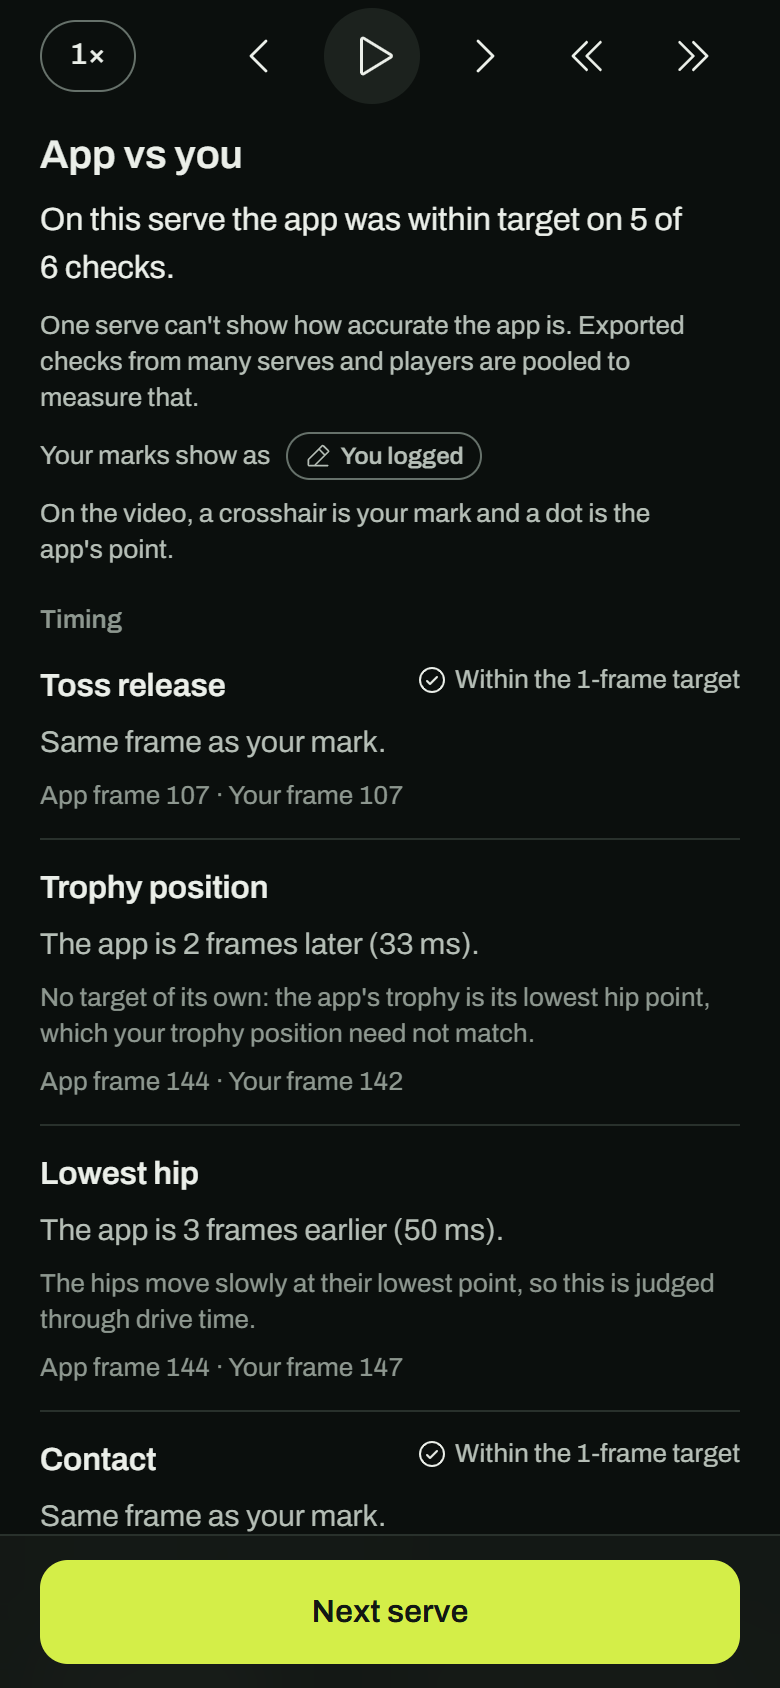 1×
App vs you
On this serve the app was within target on 5 of
6 checks.
One serve can't show how accurate the app is. Exported
checks from many serves and players are pooled to
measure that.
Your marks show as You logged
On the video, a crosshair is your mark and a dot is the
app's point.
Timing
Toss release Within the 1-frame target
Same frame as your mark.
App frame 107 · Your frame 107
Trophy position
The app is 2 frames later (33 ms).
No target of its own: the app's trophy is its lowest hip point,
which your trophy position need not match.
App frame 144 · Your frame 142
Lowest hip
The app is 3 frames earlier (50 ms).
The hips move slowly at their lowest point, so this is judged
through drive time.
App frame 144 · Your frame 147
Contact Within the 1-frame target
Same frame as your mark.
Next serve